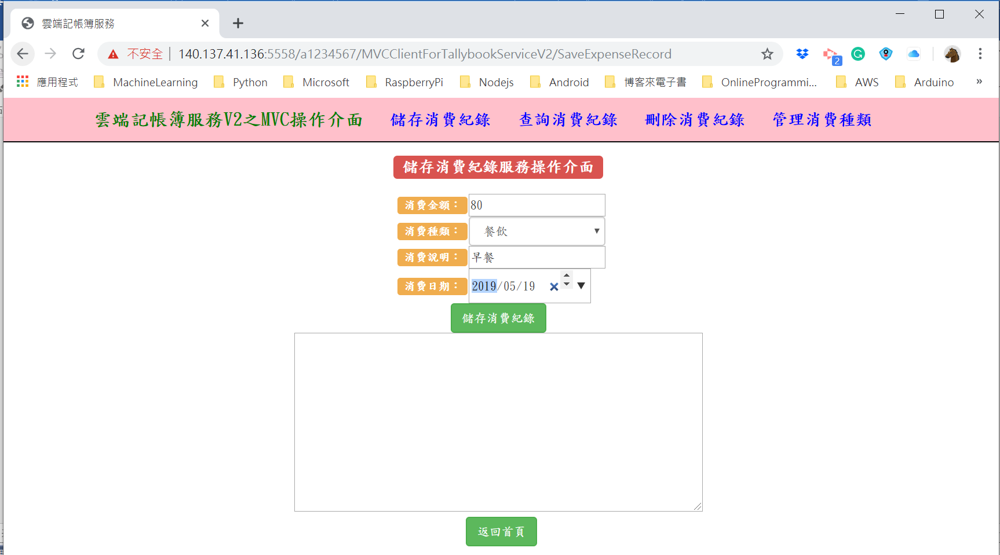 雲端記帳簿服務
不安全 | 140.137.41.136:5558/a1234567/MVCClientForTallybookServiceV2/SaveExpenseRecord
2
應用程式 MachineLearning Python Microsoft RaspberryPi Nodejs Android 博客來電子書 OnlineProgrammi... AWS Arduino »
雲端記帳簿服務V2之MVC操作介面 儲存消費紀錄 查詢消費紀錄 刪除消費紀錄 管理消費種類
儲存消費紀錄服務操作介面
消費金額： 80
消費種類： 餐飲
消費說明： 早餐
消費日期： 2019/05/19
儲存消費紀錄
返回首頁